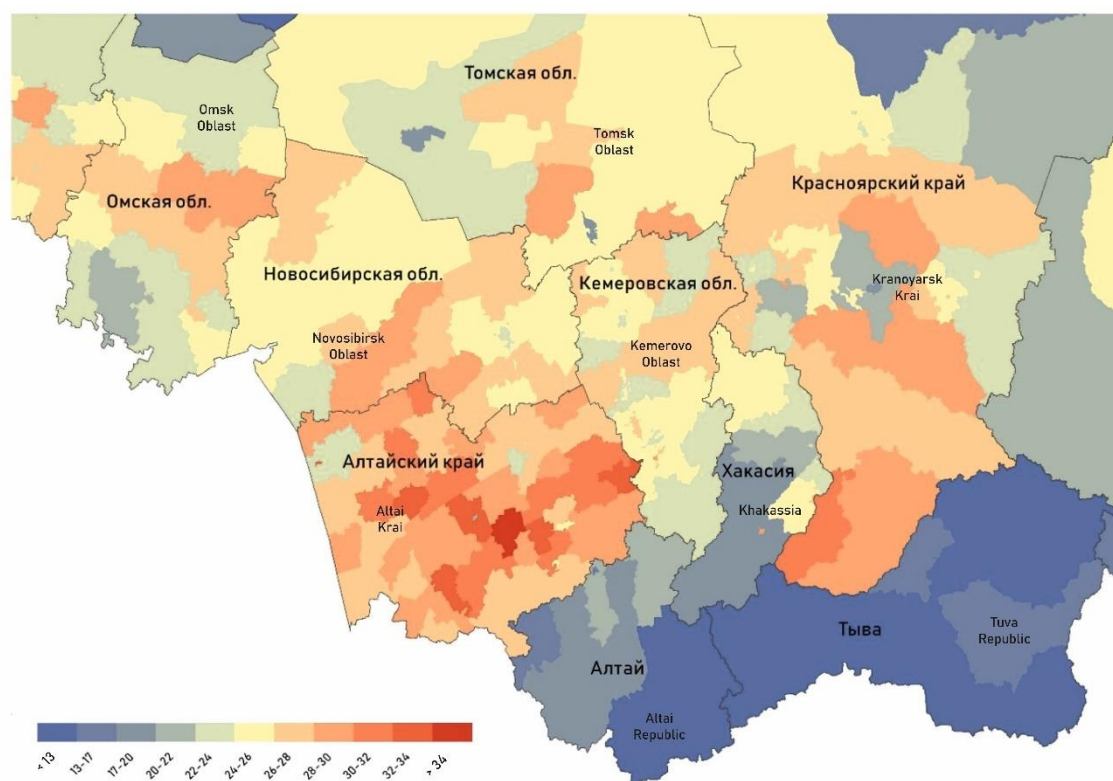 Томская обл.
Omsk
Oblast
Tomsk
Oblast
Красноярский край
Омская обл.
Новосибирская обл.
Кемеровская обл.
Kranoyarsk
Krai
Novosibirsk
Oblast
Kemerovo
Oblast
Алтайский край
Хакасия
Altai
Krai
Khakassia
Тыва
Tuva
Republic
Алтай
Altai
Republic
< 13
13-17
17-20
20-22
22-24
24-26
26-28
28-30
30-32
32-34
> 34